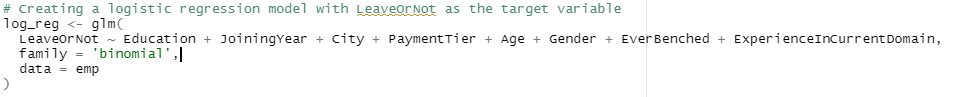 # Creating a logistic regression model with LeaveOrNot as the target variable
log_reg <- glm(
  LeaveOrNot ~ Education + JoiningYear + City + PaymentTier + Age + Gender + EverBenched + ExperienceInCurrentDomain,
  family = 'binomial',
  data = emp
)